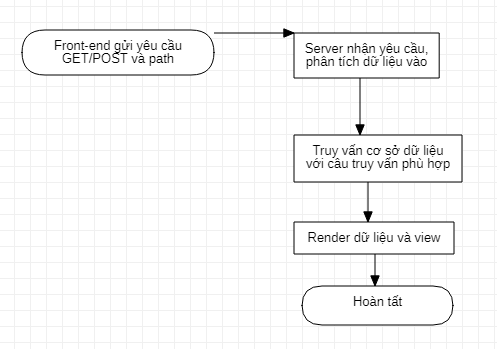 Front-end gửi yêu cầu
GET/POST và path
Server nhận yêu cầu,
phân tích dữ liệu vào
Truy vấn cơ sở dữ liệu
với câu truy vấn phù hợp
Render dữ liệu và view
Hoàn tất